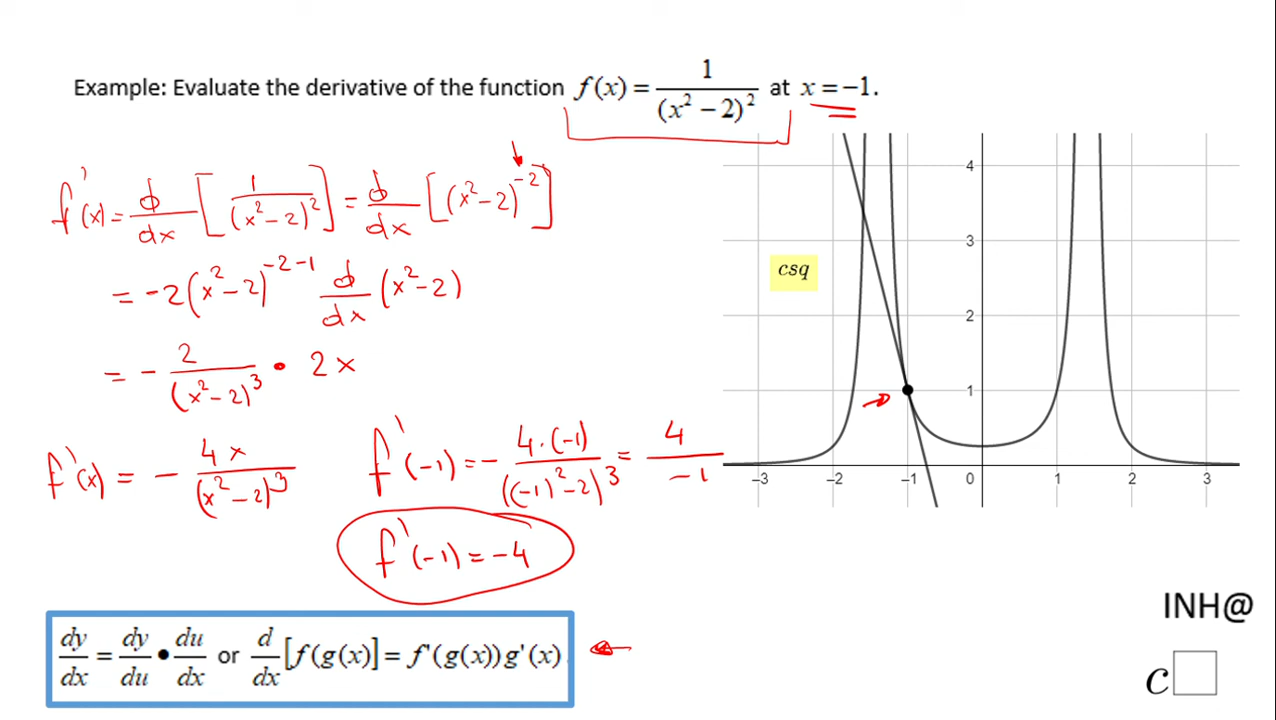 Example: Evaluate the derivative of the function f(x) = 1/(x² − 2)² at x = −1.
f'(x) = d/dx [1/(x² − 2)²] = d/dx [(x² − 2)⁻²]
= −2(x² − 2)⁻²⁻¹ d/dx (x² − 2)
= − 2/(x² − 2)³ • 2x
f'(x) = − 4x/(x² − 2)³
f'(−1) = − 4·(−1)/((−1)² − 2)³ = 4/−1
f'(−1) = −4
dy/dx = dy/du • du/dx or d/dx [f(g(x)] = f'(g(x))g'(x)
csq
4
3
2
1
−3 −2 −1 0 1 2 3
INH@
c